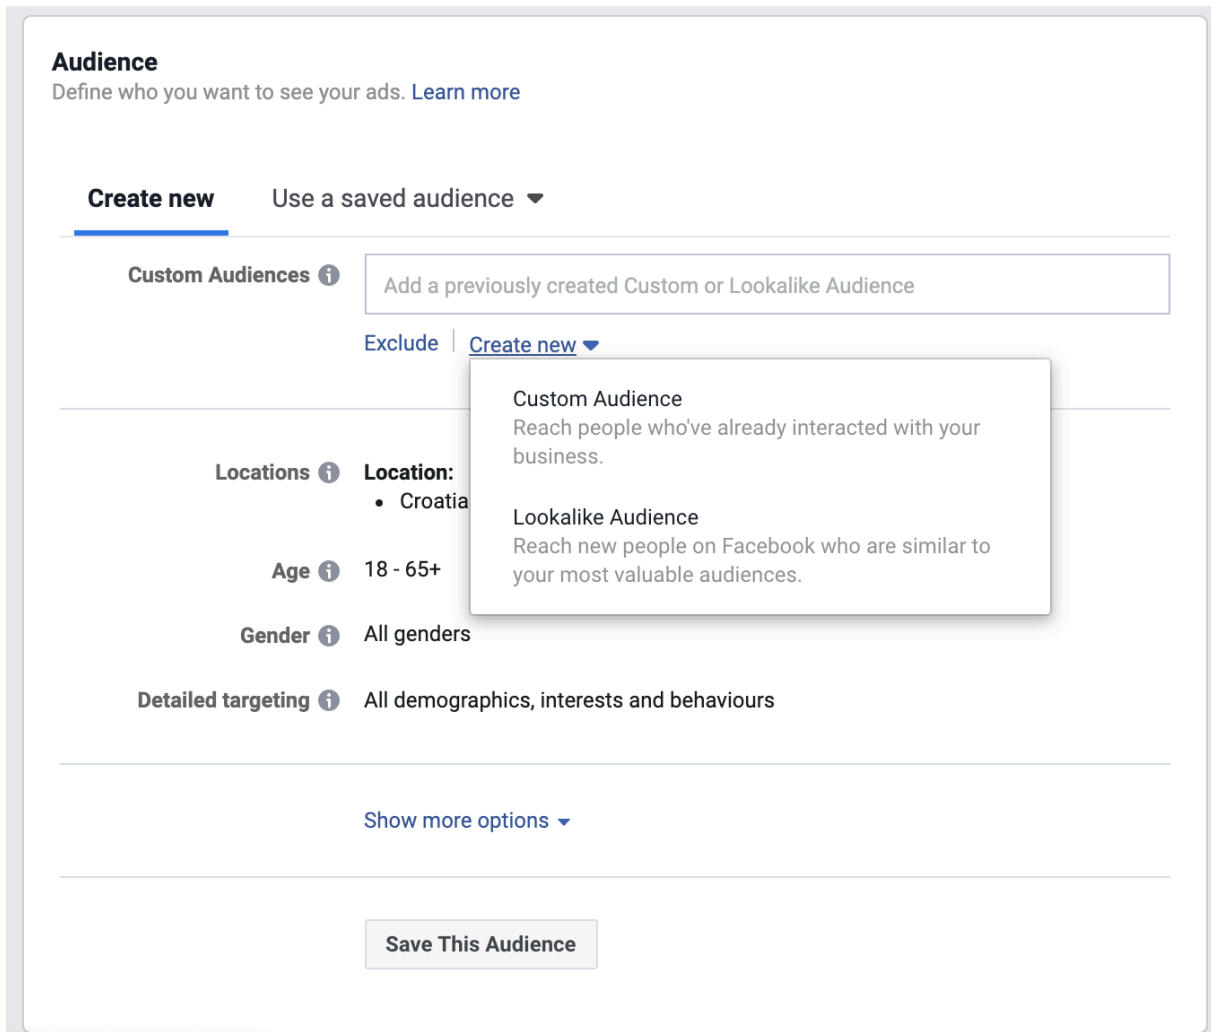 Audience
Define who you want to see your ads. Learn more
Create new
Use a saved audience
Custom Audiences
Add a previously created Custom or Lookalike Audience
Exclude
Create new
Custom Audience
Reach people who've already interacted with your
business.
Lookalike Audience
Reach new people on Facebook who are similar to
your most valuable audiences.
Locations
Location:
Croatia
Age
18 - 65+
Gender
All genders
Detailed targeting
All demographics, interests and behaviours
Show more options
Save This Audience